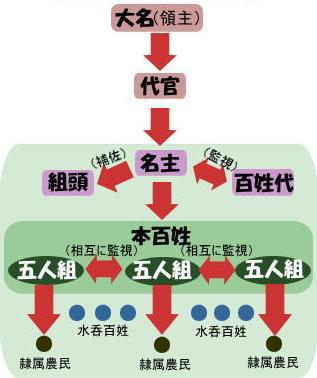 大名(領主)
代官
(補佐) 名主 (監視)
組頭 百姓代
本百姓
(相互に監視) (相互に監視)
五人組 五人組 五人組
水呑百姓 水呑百姓
隷属農民 隷属農民 隷属農民